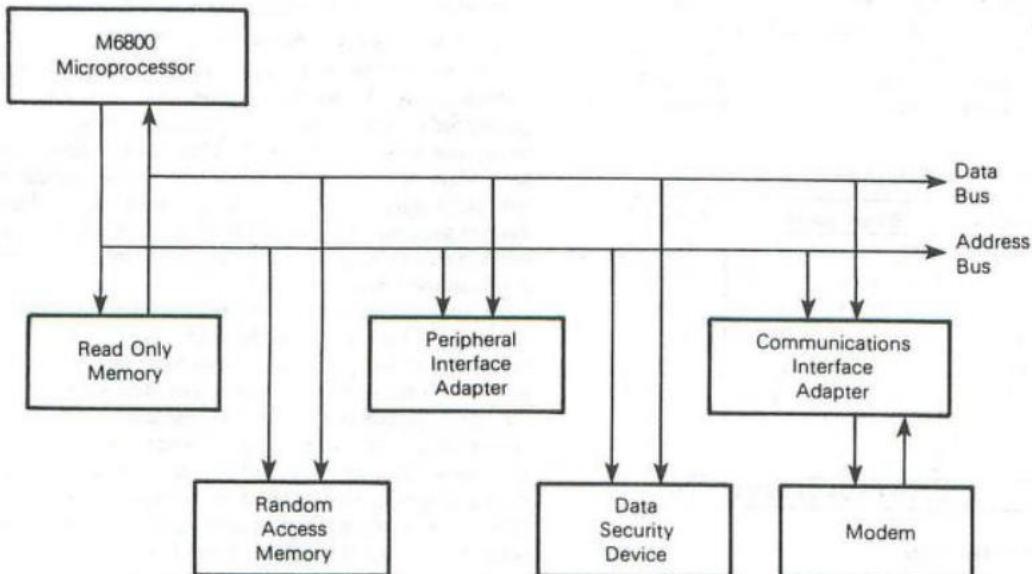 M6800
Microprocessor
Data
Bus
Address
Bus
Read Only
Memory
Peripheral
Interface
Adapter
Communications
Interface
Adapter
Random
Access
Memory
Data
Security
Device
Modem